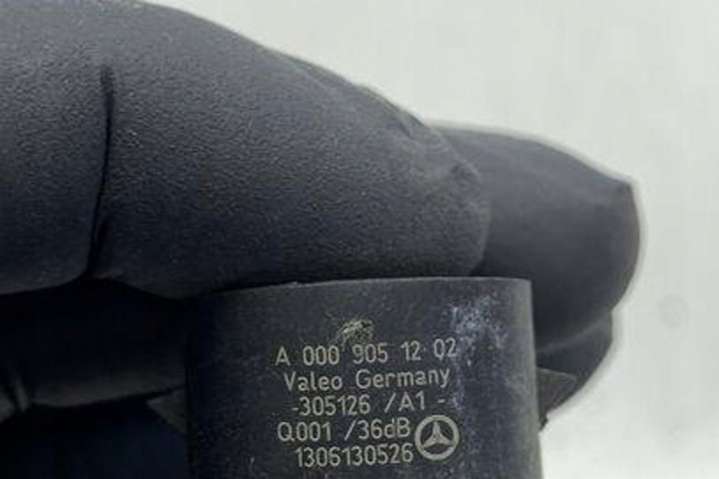 A 000 905 12 02
Valeo Germany
-305126 /A1 -
Q001 /36dB
1306130526